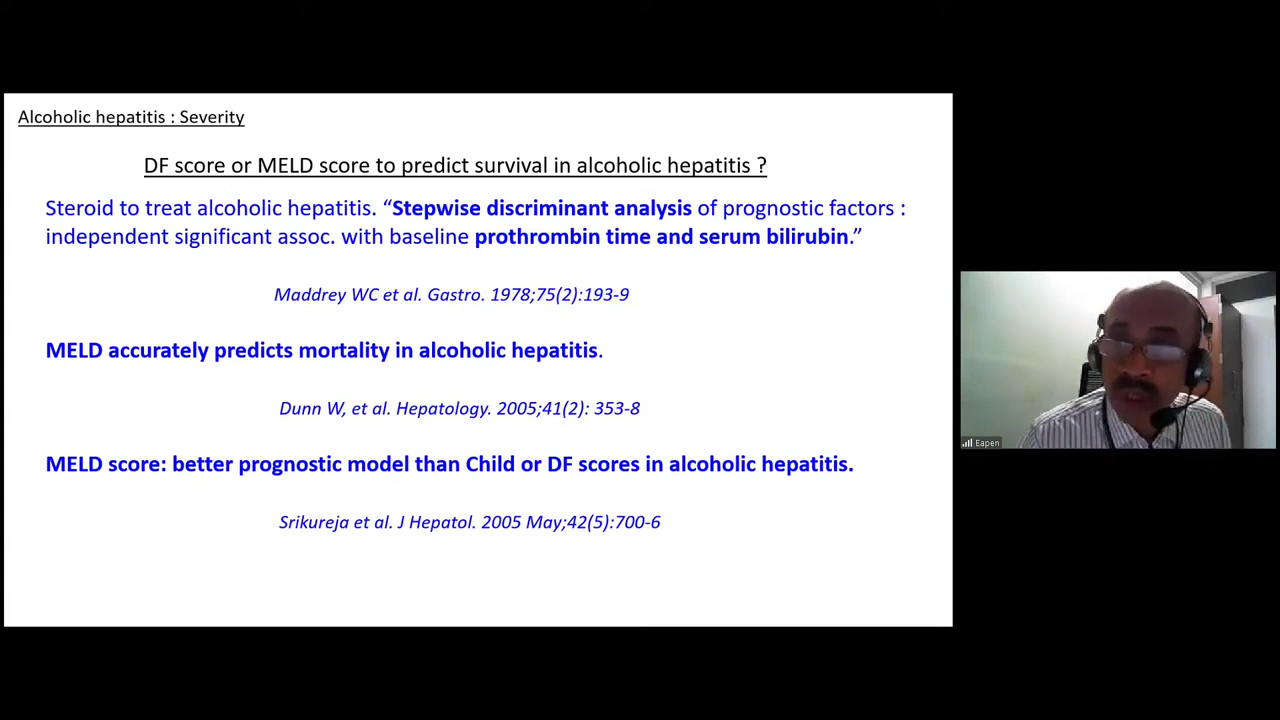 Alcoholic hepatitis : Severity
DF score or MELD score to predict survival in alcoholic hepatitis ?
Steroid to treat alcoholic hepatitis. “Stepwise discriminant analysis of prognostic factors :
independent significant assoc. with baseline prothrombin time and serum bilirubin.”
Maddrey WC et al. Gastro. 1978;75(2):193-9
MELD accurately predicts mortality in alcoholic hepatitis.
Dunn W, et al. Hepatology. 2005;41(2): 353-8
MELD score: better prognostic model than Child or DF scores in alcoholic hepatitis.
Srikureja et al. J Hepatol. 2005 May;42(5):700-6
Eapen